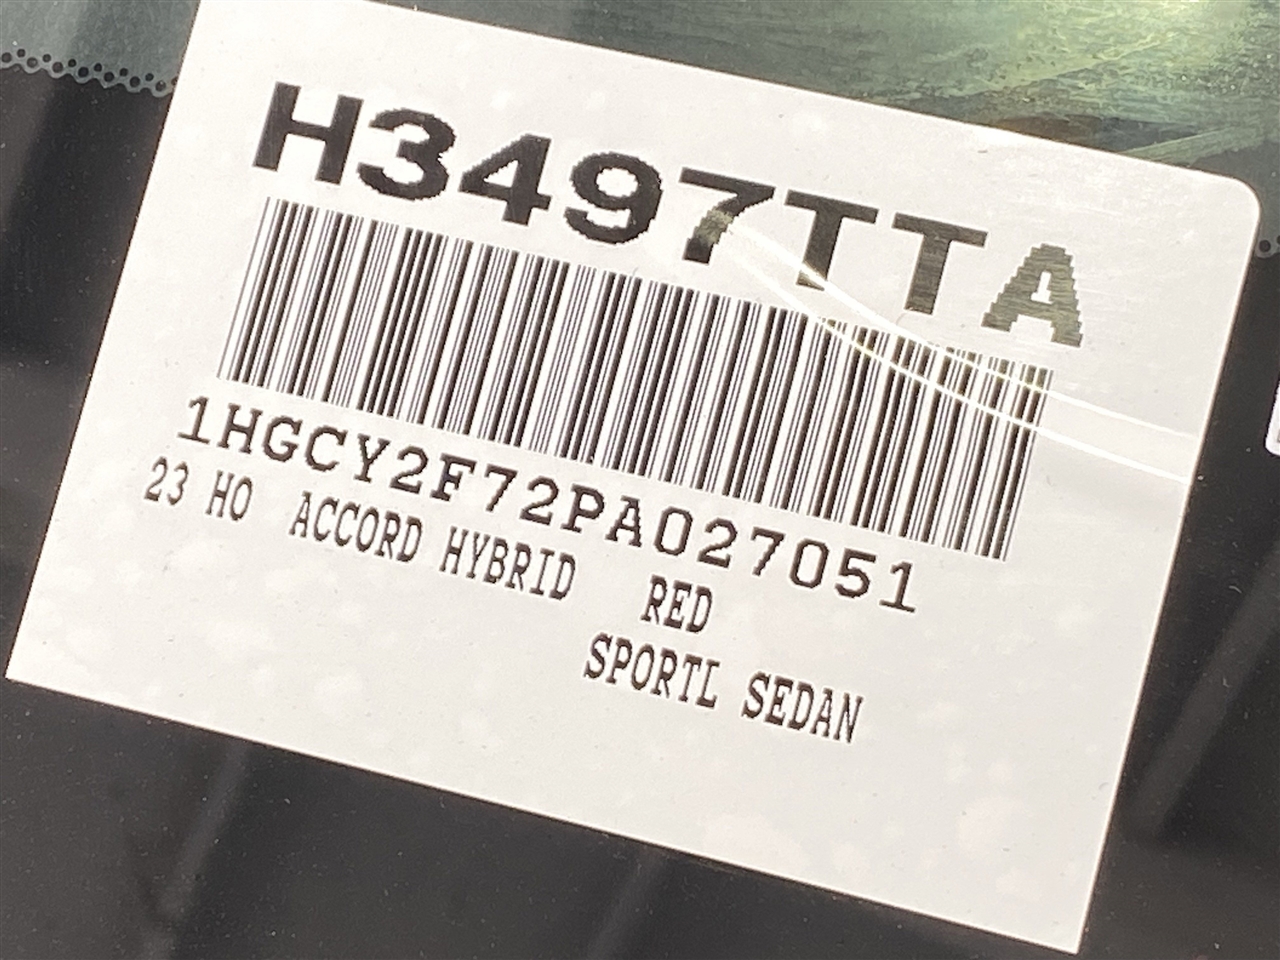 H3497TTA
1HGCY2F72PA027051
23 HO ACCORD HYBRID RED
SPORTL SEDAN